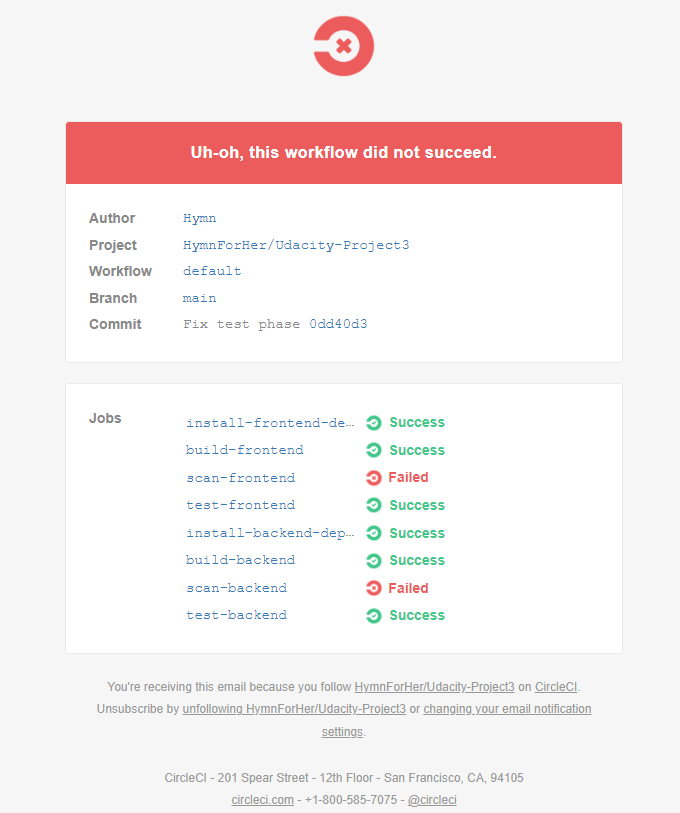 Uh-oh, this workflow did not succeed.
Author Hymn
Project HymnForHer/Udacity-Project3
Workflow default
Branch main
Commit Fix test phase 0dd40d3
Jobs install-frontend-de… Success
build-frontend Success
scan-frontend Failed
test-frontend Success
install-backend-dep… Success
build-backend Success
scan-backend Failed
test-backend Success
You're receiving this email because you follow HymnForHer/Udacity-Project3 on CircleCI.
Unsubscribe by unfollowing HymnForHer/Udacity-Project3 or changing your email notification
settings.
CircleCI - 201 Spear Street - 12th Floor - San Francisco, CA, 94105
circleci.com - +1-800-585-7075 - @circleci